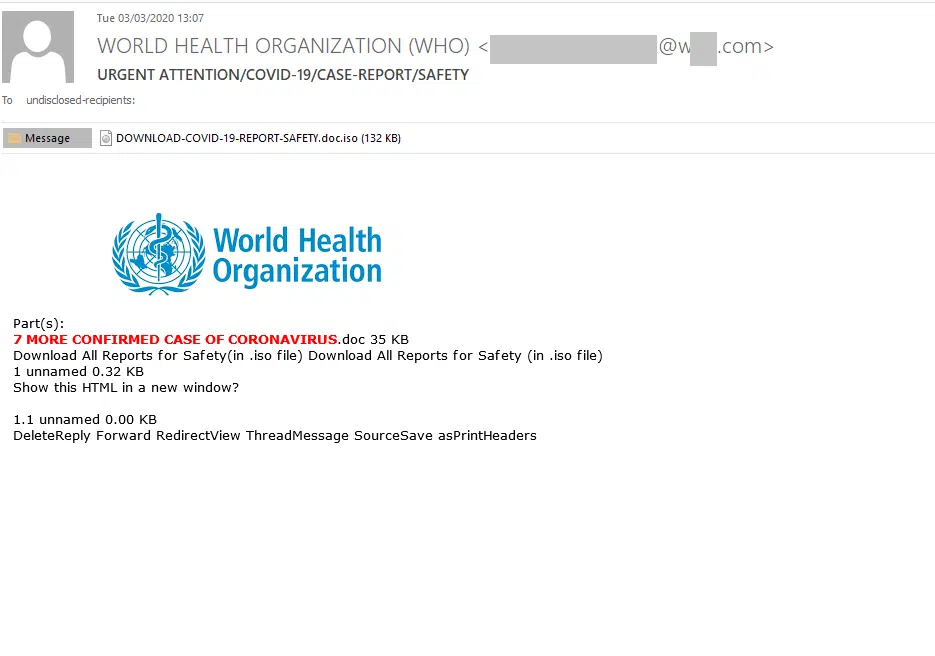 Tue 03/03/2020 13:07
WORLD HEALTH ORGANIZATION (WHO) < @w .com>
URGENT ATTENTION/COVID-19/CASE-REPORT/SAFETY
To undisclosed-recipients:
Message DOWNLOAD-COVID-19-REPORT-SAFETY.doc.iso (132 KB)
World Health
Organization
Part(s):
7 MORE CONFIRMED CASE OF CORONAVIRUS.doc 35 KB
Download All Reports for Safety(in .iso file) Download All Reports for Safety (in .iso file)
1 unnamed 0.32 KB
Show this HTML in a new window?
1.1 unnamed 0.00 KB
DeleteReply Forward RedirectView ThreadMessage SourceSave asPrintHeaders